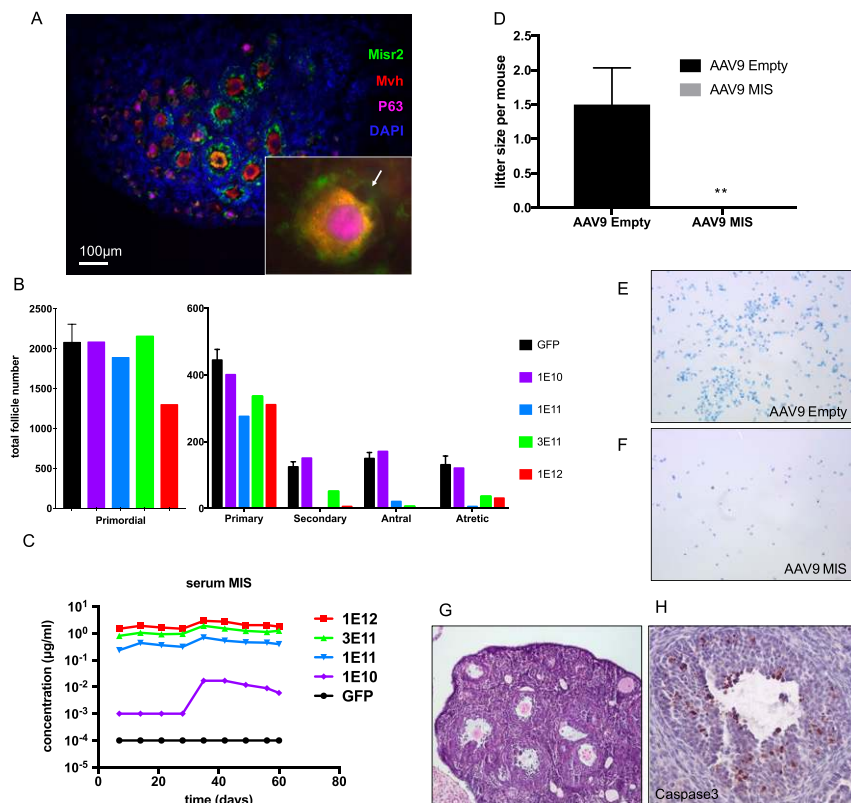 A
Misr2
Mvh
P63
DAPI
100µm
D
litter size per mouse
2.5
2.0
1.5
1.0
0.5
0.0
**
AAV9 Empty
AAV9 MIS
AAV9 Empty
AAV9 MIS
B
total follicle number
2500
2000
1500
1000
500
0
Primordial
600
400
200
0
Primary
Secondary
Antral
Atretic
GFP
1E10
1E11
3E11
1E12
E
AAV9 Empty
F
AAV9 MIS
C
serum MIS
concentration (µg/ml)
10^1
10^0
10^-1
10^-2
10^-3
10^-4
10^-5
0
20
40
60
80
time (days)
1E12
3E11
1E11
1E10
GFP
G
H
Caspase3